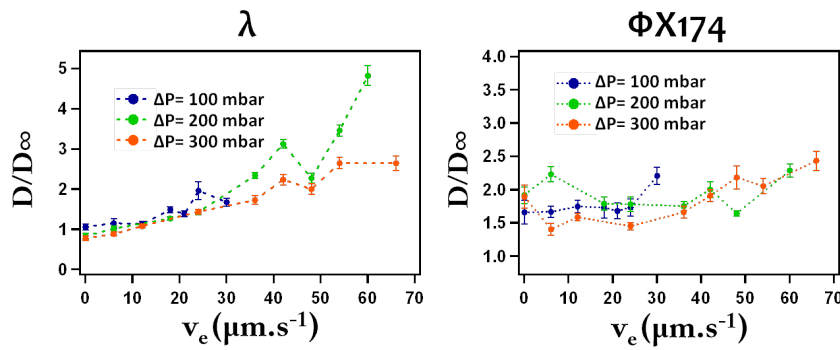 λ
D/D∞
5
4
3
2
1
0
ΔP= 100 mbar
ΔP= 200 mbar
ΔP= 300 mbar
0 10 20 30 40 50 60 70
vₑ (μm.s⁻¹)
ΦX174
D/D∞
4.0
3.5
3.0
2.5
2.0
1.5
1.0
ΔP= 100 mbar
ΔP= 200 mbar
ΔP= 300 mbar
0 10 20 30 40 50 60 70
vₑ (μm.s⁻¹)